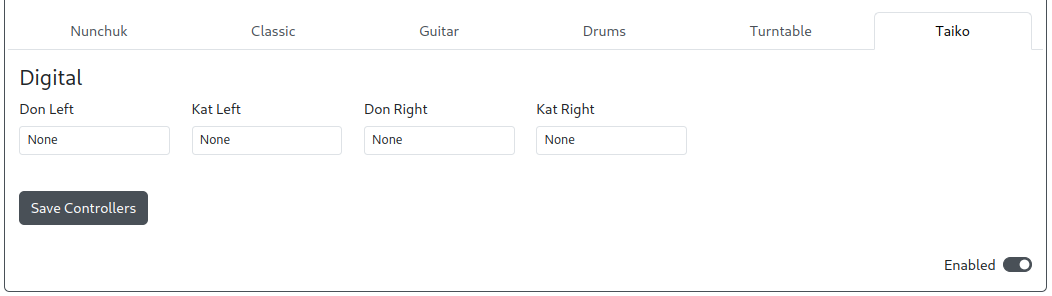 Nunchuk Classic Guitar Drums Turntable Taiko
Digital
Don Left Kat Left Don Right Kat Right
None None None None
Save Controllers
Enabled